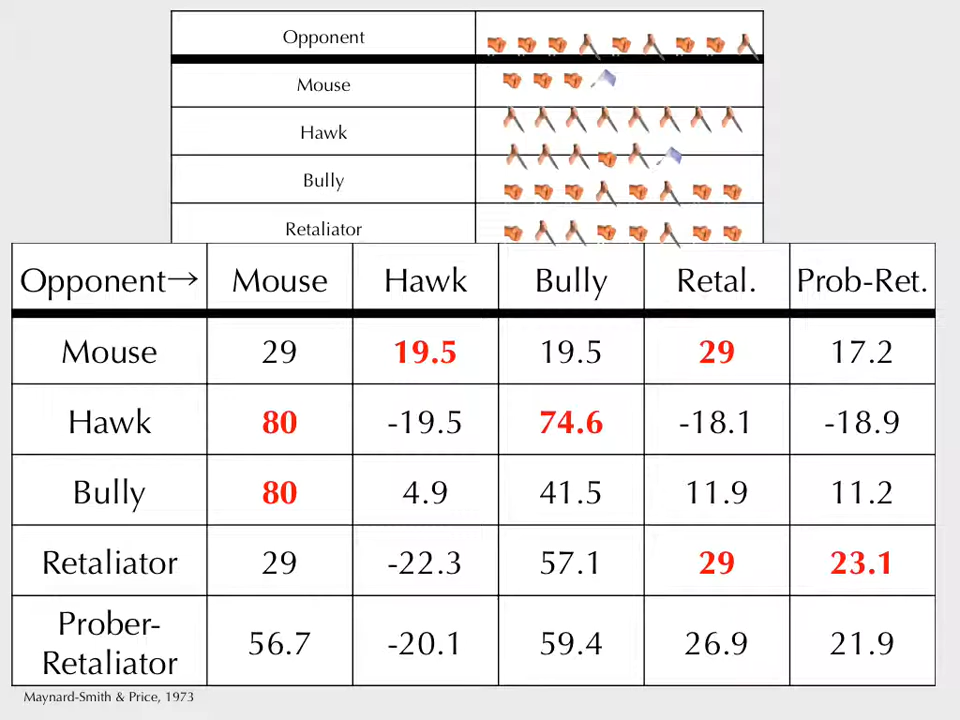 Opponent
Mouse
Hawk
Bully
Retaliator
Opponent→ Mouse Hawk Bully Retal. Prob-Ret.
Mouse 29 19.5 19.5 29 17.2
Hawk 80 -19.5 74.6 -18.1 -18.9
Bully 80 4.9 41.5 11.9 11.2
Retaliator 29 -22.3 57.1 29 23.1
Prober-
Retaliator 56.7 -20.1 59.4 26.9 21.9
Maynard-Smith & Price, 1973